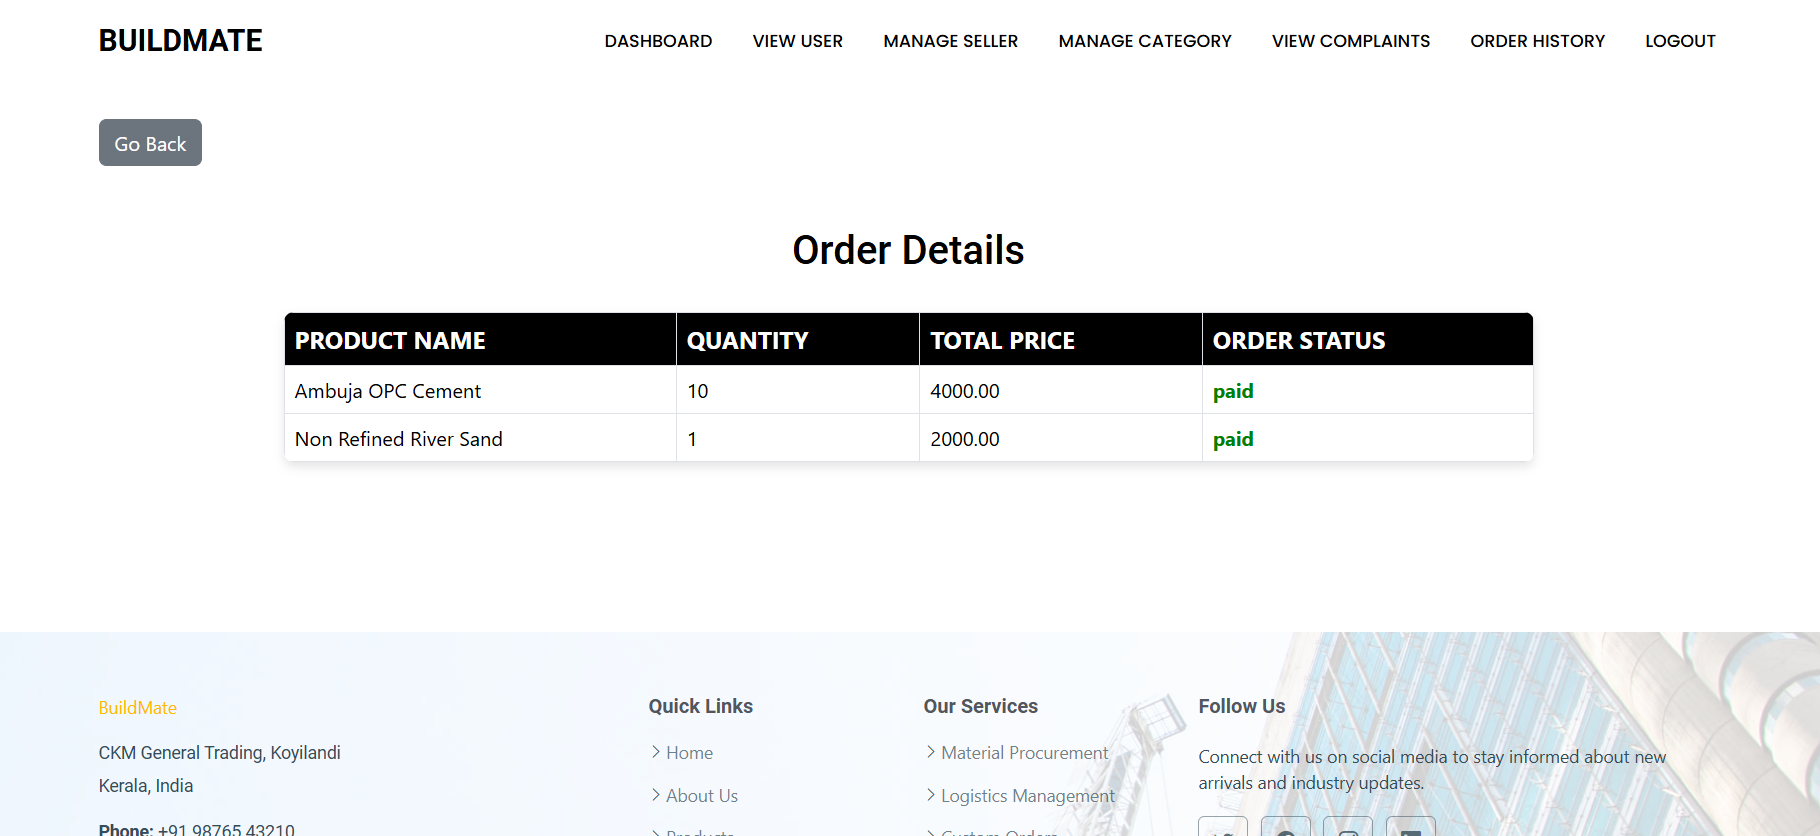 BUILDMATE
DASHBOARD VIEW USER MANAGE SELLER MANAGE CATEGORY VIEW COMPLAINTS ORDER HISTORY LOGOUT
Go Back
Order Details
PRODUCT NAME QUANTITY TOTAL PRICE ORDER STATUS
Ambuja OPC Cement 10 4000.00 paid
Non Refined River Sand 1 2000.00 paid
BuildMate
CKM General Trading, Koyilandi
Kerala, India
Phone: +91 98765 43210
Quick Links
Home
About Us
Products
Our Services
Material Procurement
Logistics Management
Custom Orders
Follow Us
Connect with us on social media to stay informed about new
arrivals and industry updates.